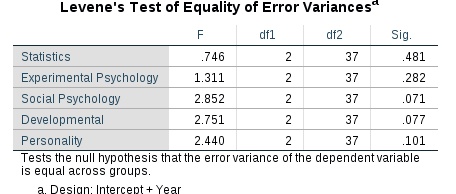 Levene's Test of Equality of Error Variancesa
F df1 df2 Sig.
Statistics .746 2 37 .481
Experimental Psychology 1.311 2 37 .282
Social Psychology 2.852 2 37 .071
Developmental 2.751 2 37 .077
Personality 2.440 2 37 .101
Tests the null hypothesis that the error variance of the dependent variable
is equal across groups.
a. Design: Intercept + Year